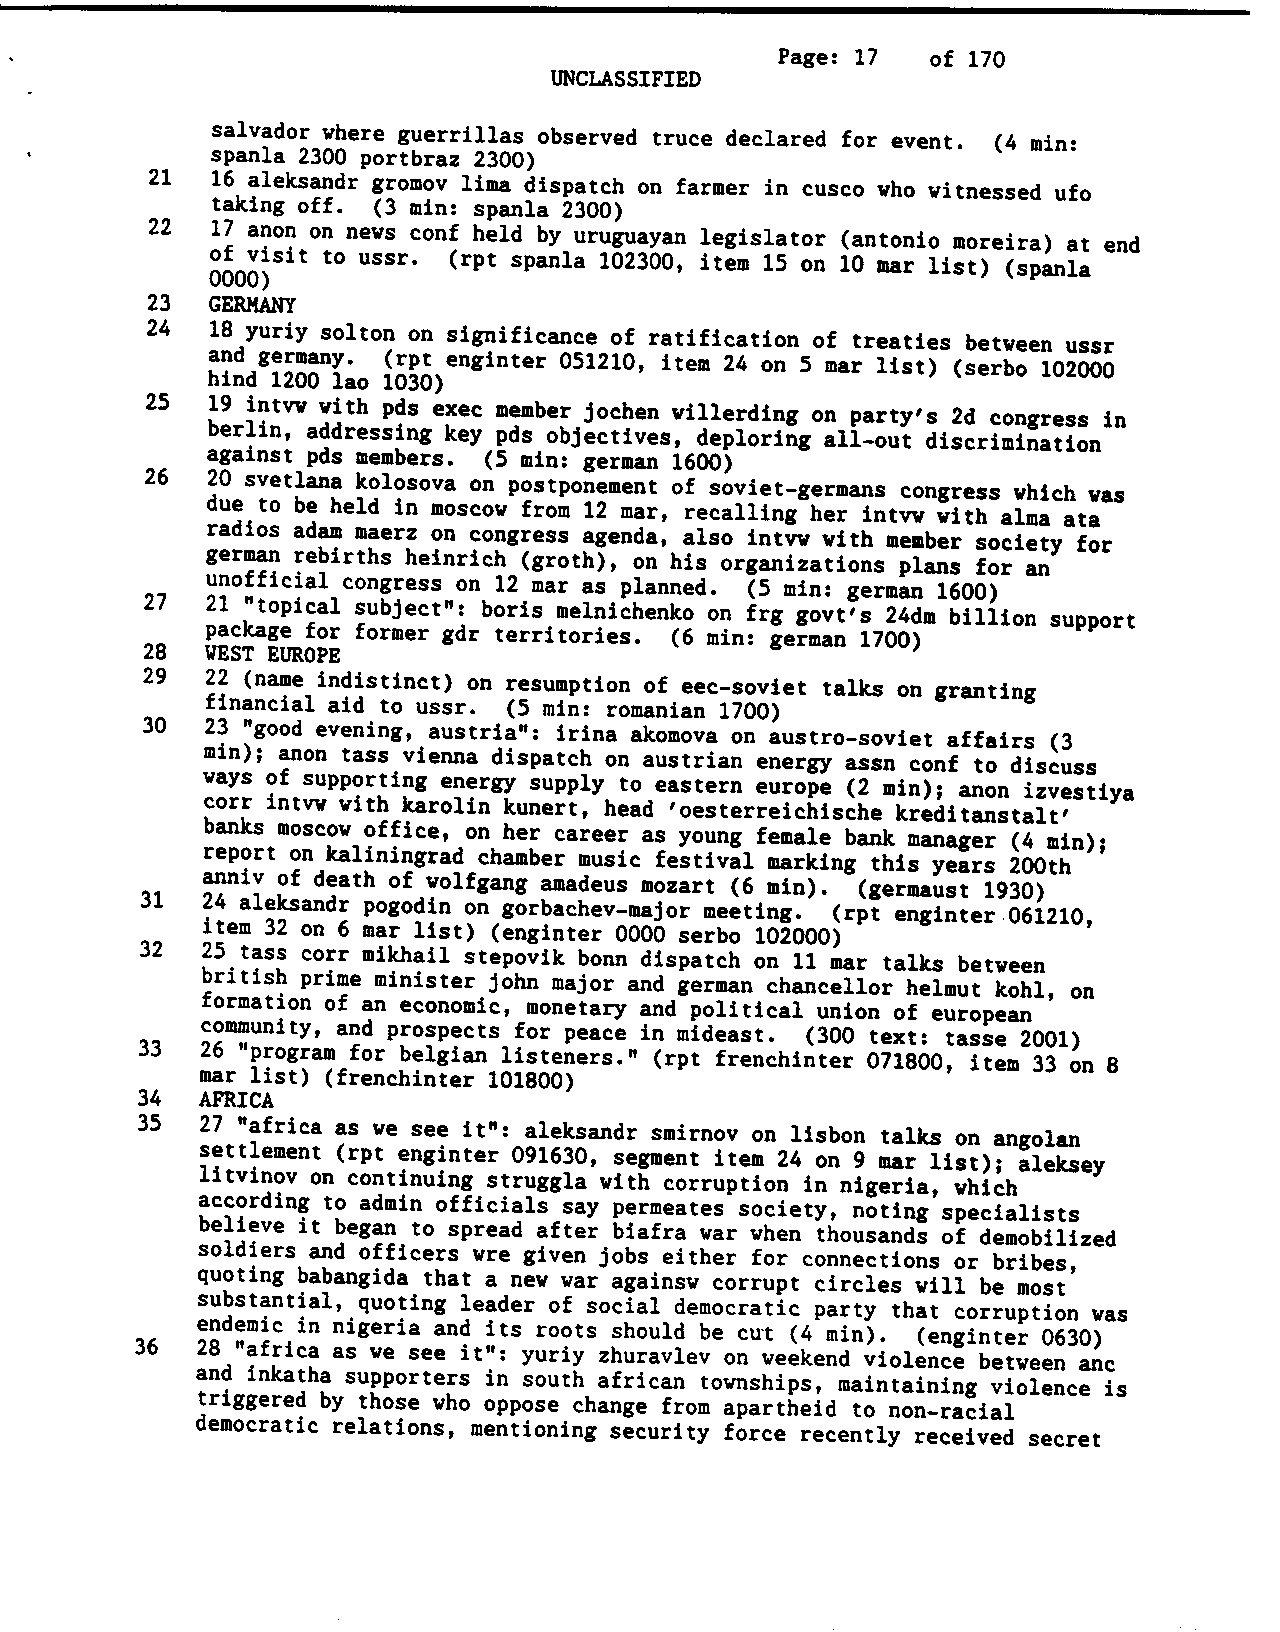 Page: 17 of 170
UNCLASSIFIED
salvador where guerrillas observed truce declared for event. (4 min:
spanla 2300 portbraz 2300)
21 16 aleksandr gromov lima dispatch on farmer in cusco who witnessed ufo
taking off. (3 min: spanla 2300)
22 17 anon on news conf held by uruguayan legislator (antonio moreira) at end
of visit to ussr. (rpt spanla 102300, item 15 on 10 mar list) (spanla
0000)
23 GERMANY
24 18 yuriy solton on significance of ratification of treaties between ussr
and germany. (rpt enginter 051210, item 24 on 5 mar list) (serbo 102000
hind 1200 lao 1030)
25 19 intvw with pds exec member jochen willerding on party's 2d congress in
berlin, addressing key pds objectives, deploring all-out discrimination
against pds members. (5 min: german 1600)
26 20 svetlana kolosova on postponement of soviet-germans congress which was
due to be held in moscow from 12 mar, recalling her intvw with alma ata
radios adam maerz on congress agenda, also intvw with member society for
german rebirths heinrich (groth), on his organizations plans for an
unofficial congress on 12 mar as planned. (5 min: german 1600)
27 21 "topical subject": boris melnichenko on frg govt's 24dm billion support
package for former gdr territories. (6 min: german 1700)
28 WEST EUROPE
29 22 (name indistinct) on resumption of eec-soviet talks on granting
financial aid to ussr. (5 min: romanian 1700)
30 23 "good evening, austria": irina akomova on austro-soviet affairs (3
min); anon tass vienna dispatch on austrian energy assn conf to discuss
ways of supporting energy supply to eastern europe (2 min); anon izvestiya
corr intvw with karolin kunert, head 'oesterreichische kreditanstalt'
banks moscow office, on her career as young female bank manager (4 min);
report on kaliningrad chamber music festival marking this years 200th
anniv of death of wolfgang amadeus mozart (6 min). (germaust 1930)
31 24 aleksandr pogodin on gorbachev-major meeting. (rpt enginter 061210,
item 32 on 6 mar list) (enginter 0000 serbo 102000)
32 25 tass corr mikhail stepovik bonn dispatch on 11 mar talks between
british prime minister john major and german chancellor helmut kohl, on
formation of an economic, monetary and political union of european
community, and prospects for peace in mideast. (300 text: tasse 2001)
33 26 "program for belgian listeners." (rpt frenchinter 071800, item 33 on 8
mar list) (frenchinter 101800)
34 AFRICA
35 27 "africa as we see it": aleksandr smirnov on lisbon talks on angolan
settlement (rpt enginter 091630, segment item 24 on 9 mar list); aleksey
litvinov on continuing struggla with corruption in nigeria, which
according to admin officials say permeates society, noting specialists
believe it began to spread after biafra war when thousands of demobilized
soldiers and officers wre given jobs either for connections or bribes,
quoting babangida that a new war againsw corrupt circles will be most
substantial, quoting leader of social democratic party that corruption was
endemic in nigeria and its roots should be cut (4 min). (enginter 0630)
36 28 "africa as we see it": yuriy zhuravlev on weekend violence between anc
and inkatha supporters in south african townships, maintaining violence is
triggered by those who oppose change from apartheid to non-racial
democratic relations, mentioning security force recently received secret